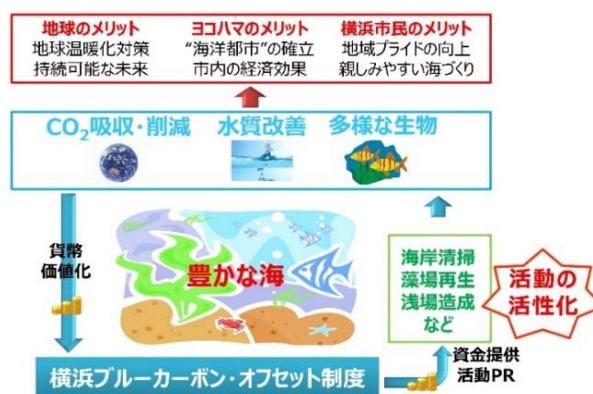 地球のメリット
地球温暖化対策
持続可能な未来
ヨコハマのメリット
“海洋都市”の確立
市内の経済効果
横浜市民のメリット
地域プライドの向上
親しみやすい海づくり
CO₂吸収・削減
水質改善
多様な生物
貨幣
価値化
豊かな海
海岸清掃
藻場再生
浅場造成
など
活動の
活性化
横浜ブルーカーボン・オフセット制度
資金提供
活動PR